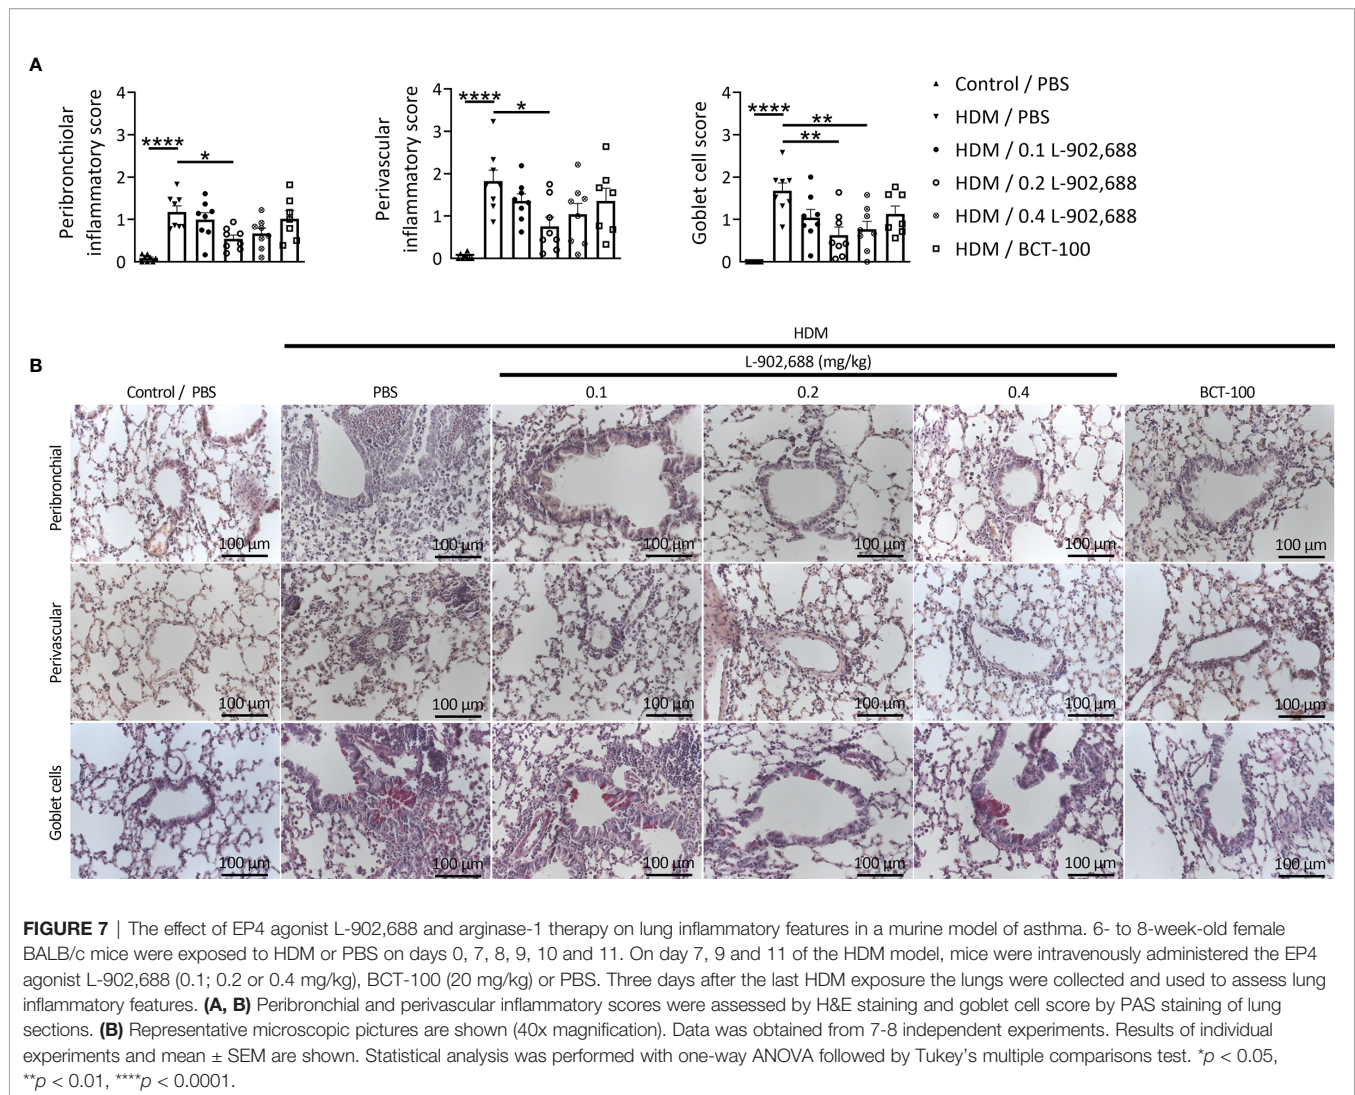 A
Peribronchiolar
inflammatory score
4
3
2
1
0
****
*
Perivascular
inflammatory score
4
3
2
1
0
****
*
Goblet cell score
4
3
2
1
0
****
**
**
Control / PBS
HDM / PBS
HDM / 0.1 L-902,688
HDM / 0.2 L-902,688
HDM / 0.4 L-902,688
HDM / BCT-100
B
HDM
L-902,688 (mg/kg)
Control / PBS
PBS
0.1
0.2
0.4
BCT-100
Peribronchial
100 µm
100 µm
100 µm
100 µm
100 µm
100 µm
Perivascular
100 µm
100 µm
100 µm
100 µm
100 µm
100 µm
Goblet cells
100 µm
100 µm
100 µm
100 µm
100 µm
100 µm
FIGURE 7 | The effect of EP4 agonist L-902,688 and arginase-1 therapy on lung inflammatory features in a murine model of asthma. 6- to 8-week-old female
BALB/c mice were exposed to HDM or PBS on days 0, 7, 8, 9, 10 and 11. On day 7, 9 and 11 of the HDM model, mice were intravenously administered the EP4
agonist L-902,688 (0.1; 0.2 or 0.4 mg/kg), BCT-100 (20 mg/kg) or PBS. Three days after the last HDM exposure the lungs were collected and used to assess lung
inflammatory features. (A, B) Peribronchial and perivascular inflammatory scores were assessed by H&E staining and goblet cell score by PAS staining of lung
sections. (B) Representative microscopic pictures are shown (40x magnification). Data was obtained from 7-8 independent experiments. Results of individual
experiments and mean ± SEM are shown. Statistical analysis was performed with one-way ANOVA followed by Tukey's multiple comparisons test. *p < 0.05,
**p < 0.01, ****p < 0.0001.